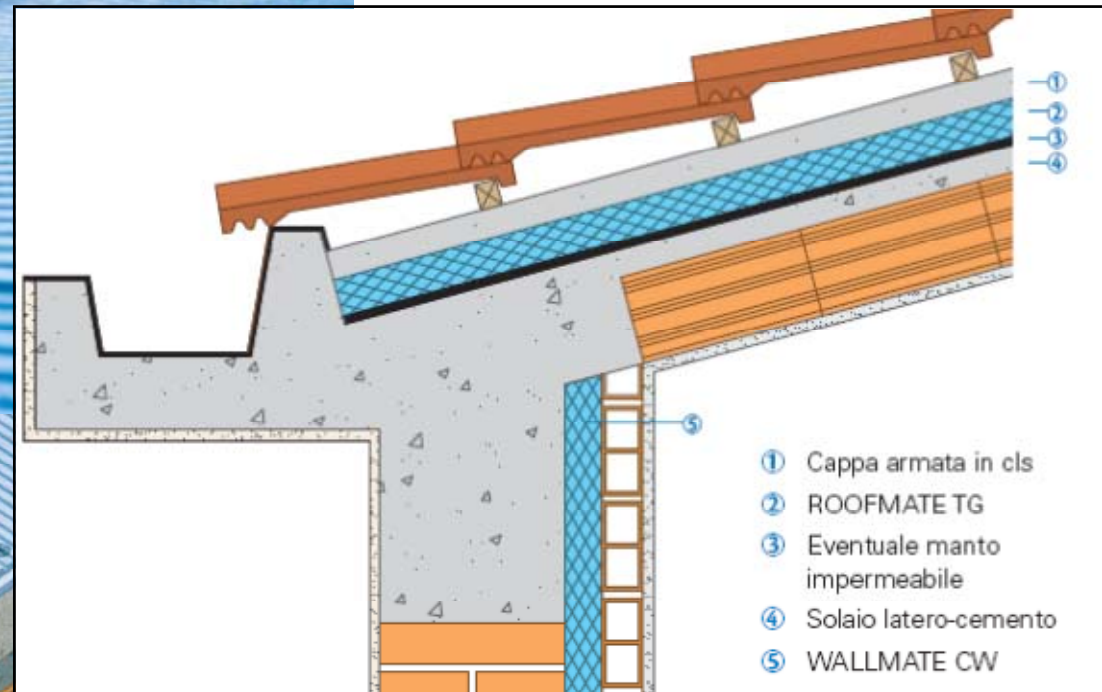 ①
②
③
④
⑤
① Cappa armata in cls
② ROOFMATE TG
③ Eventuale manto
impermeabile
④ Solaio latero-cemento
⑤ WALLMATE CW